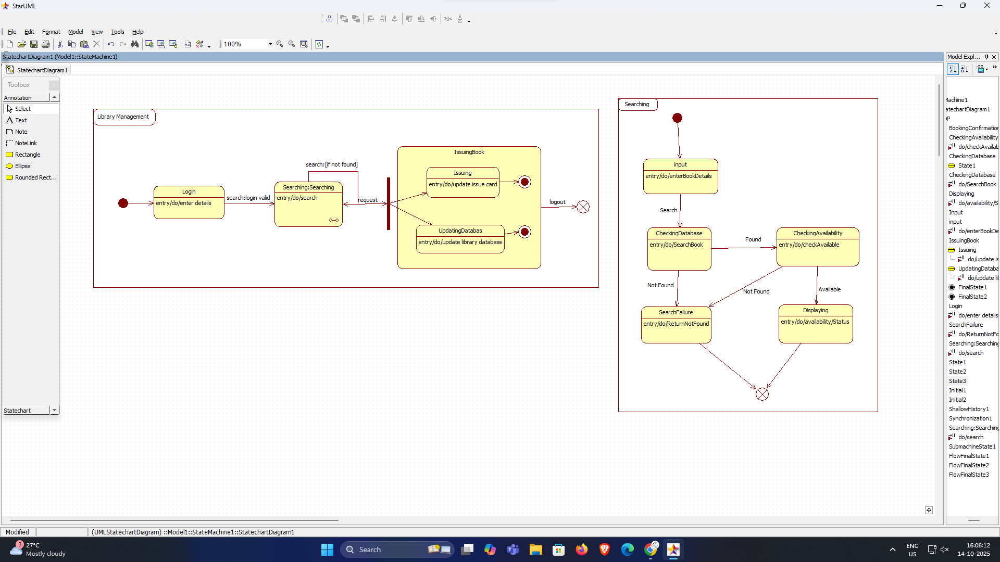 StarUML
File Edit Format Model View Tools Help
100%
StatechartDiagram1 (Model1::StateMachine1)
StatechartDiagram1
Toolbox
Annotation
Select
Text
Note
NoteLink
Rectangle
Ellipse
Rounded Rect...
Statechart
Library Management
Login
entry/do/enter details
search:login valid
search:[if not found]
Searching:Searching
entry/do/search
request
IssuingBook
Issuing
entry/do/update issue card
UpdatingDatabas
entry/do/update library database
logout
Searching
input
entry/do/enterBookDetails
Search
CheckingDatabase
entry/do/SearchBook
Found
CheckingAvailability
entry/do/checkAvailable
Not Found
Not Found
Available
SearchFailure
entry/do/ReturnNotFound
Displaying
entry/do/availability/Status
Model Expl...
Machine1
atechartDiagram1
P
BookingConfirmation
CheckingAvailability
do/checkAvailab
CheckingDatabase
State1
CheckingDatabase
do/SearchBook
Displaying
do/availability/S
Input
input
do/enterBookDe
IssuingBook
Issuing
do/update is
UpdatingDataba
do/update li
FinalState1
FinalState2
Login
do/enter details
SearchFailure
do/ReturnNotFo
Searching:Searching
do/search
State1
State2
State3
Initial1
Initial2
ShallowHistory1
Synchronization1
Searching:Searching
do/search
SubmachineState1
FlowFinalState1
FlowFinalState2
FlowFinalState3
Modified
(UMLStatechartDiagram) ::Model1::StateMachine1::StatechartDiagram1
3
27°C
Mostly cloudy
Search
ENG
US
16:06:12
14-10-2025